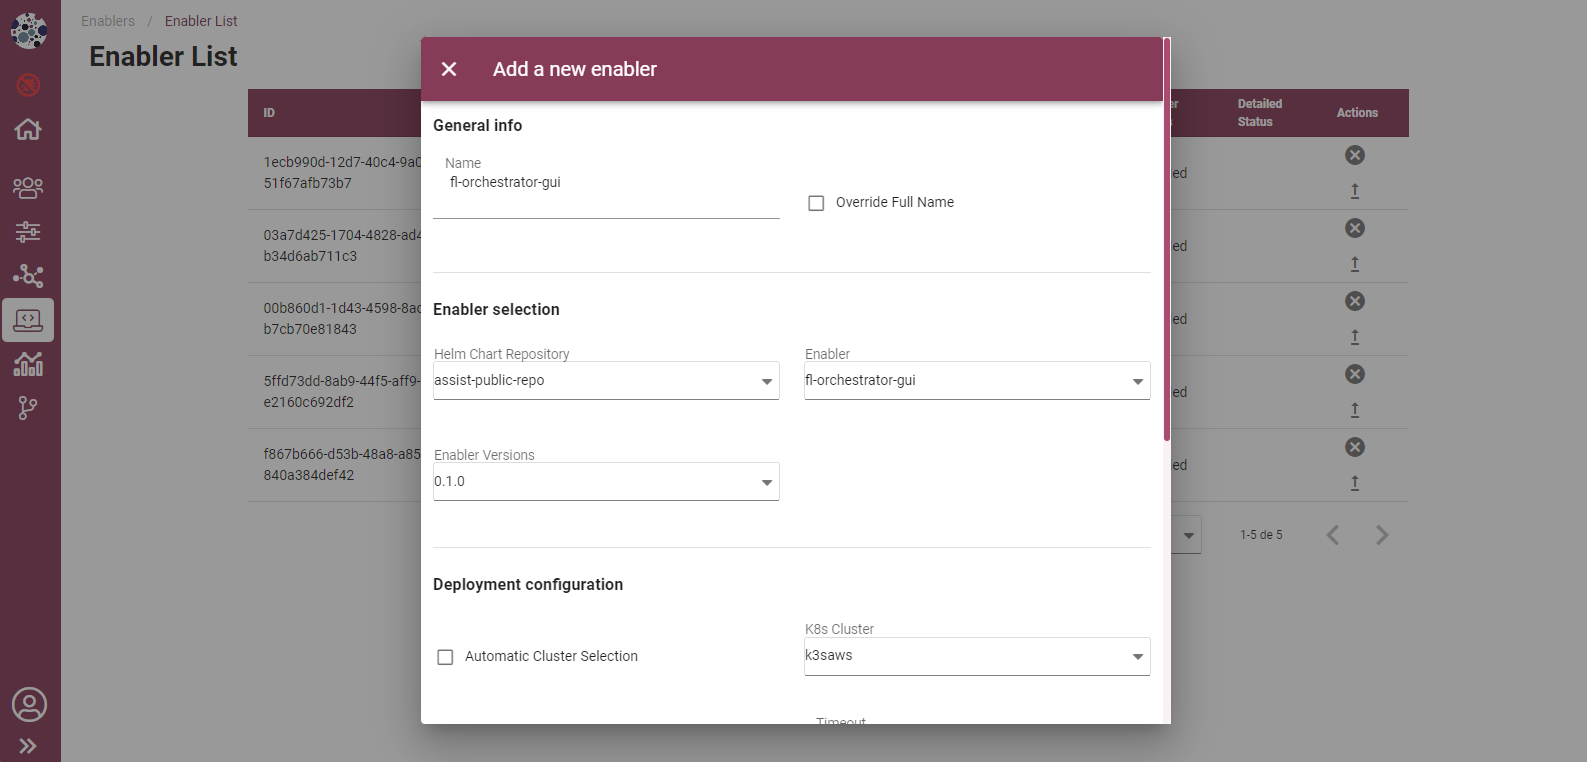 Enablers / Enabler List
Enabler List
Add a new enabler
ID
Detailed
Status
Actions
General info
Name
fl-orchestrator-gui
Override Full Name
1ecb990d-12d7-40c4-9a0
51f67afb73b7
ed
03a7d425-1704-4828-ad4
b34d6ab711c3
ed
00b860d1-1d43-4598-8ac
b7cb70e81843
ed
5ffd73dd-8ab9-44f5-aff9-
e2160c692df2
ed
f867b666-d53b-48a8-a85
840a384def42
ed
Enabler selection
Helm Chart Repository
assist-public-repo
Enabler
fl-orchestrator-gui
Enabler Versions
0.1.0
1-5 de 5
Deployment configuration
Automatic Cluster Selection
K8s Cluster
k3saws
Timeout